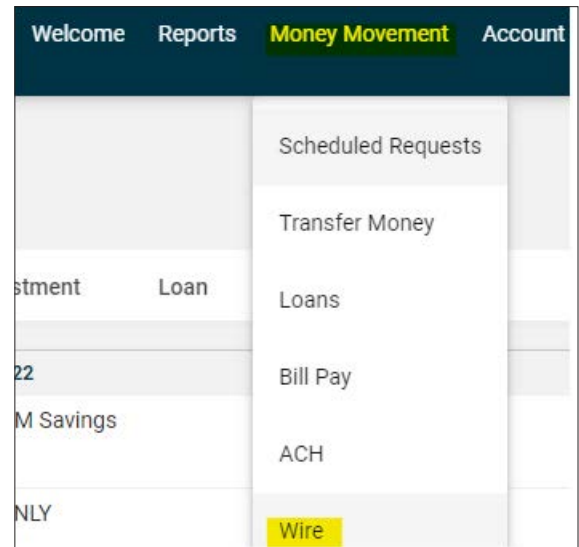 Welcome Reports Money Movement Account
Scheduled Requests
Transfer Money
stment Loan
Loans
22
Bill Pay
M Savings
ACH
NLY
Wire